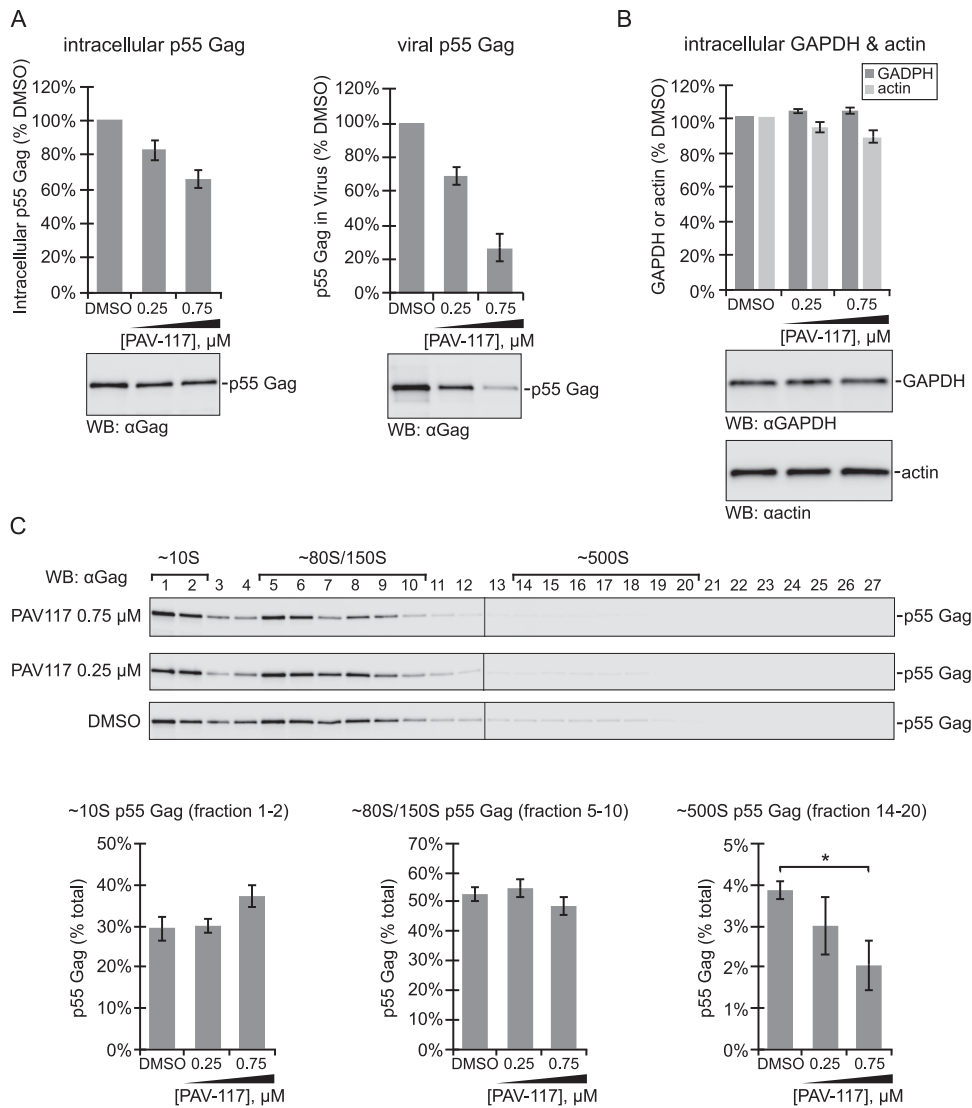 A
intracellular p55 Gag
Intracellular p55 Gag (% DMSO)
120%
100%
80%
60%
40%
20%
0%
DMSO 0.25 0.75
[PAV-117], µM
-p55 Gag
WB: αGag
viral p55 Gag
p55 Gag in Virus (% DMSO)
120%
100%
80%
60%
40%
20%
0%
DMSO 0.25 0.75
[PAV-117], µM
-p55 Gag
WB: αGag
B
intracellular GAPDH & actin
GADPH
actin
GAPDH or actin (% DMSO)
120%
100%
80%
60%
40%
20%
0%
DMSO 0.25 0.75
[PAV-117], µM
-GAPDH
WB: αGAPDH
-actin
WB: αactin
C
~10S ~80S/150S ~500S
WB: αGag 1 2 3 4 5 6 7 8 9 10 11 12 13 14 15 16 17 18 19 20 21 22 23 24 25 26 27
PAV117 0.75 µM -p55 Gag
PAV117 0.25 µM -p55 Gag
DMSO -p55 Gag
~10S p55 Gag (fraction 1-2)
p55 Gag (% total)
50%
40%
30%
20%
10%
0%
DMSO 0.25 0.75
[PAV-117], µM
~80S/150S p55 Gag (fraction 5-10)
p55 Gag (% total)
70%
60%
50%
40%
30%
20%
10%
0%
DMSO 0.25 0.75
[PAV-117], µM
~500S p55 Gag (fraction 14-20)
p55 Gag (% total)
5%
4%
3%
2%
1%
0%
*
DMSO 0.25 0.75
[PAV-117], µM